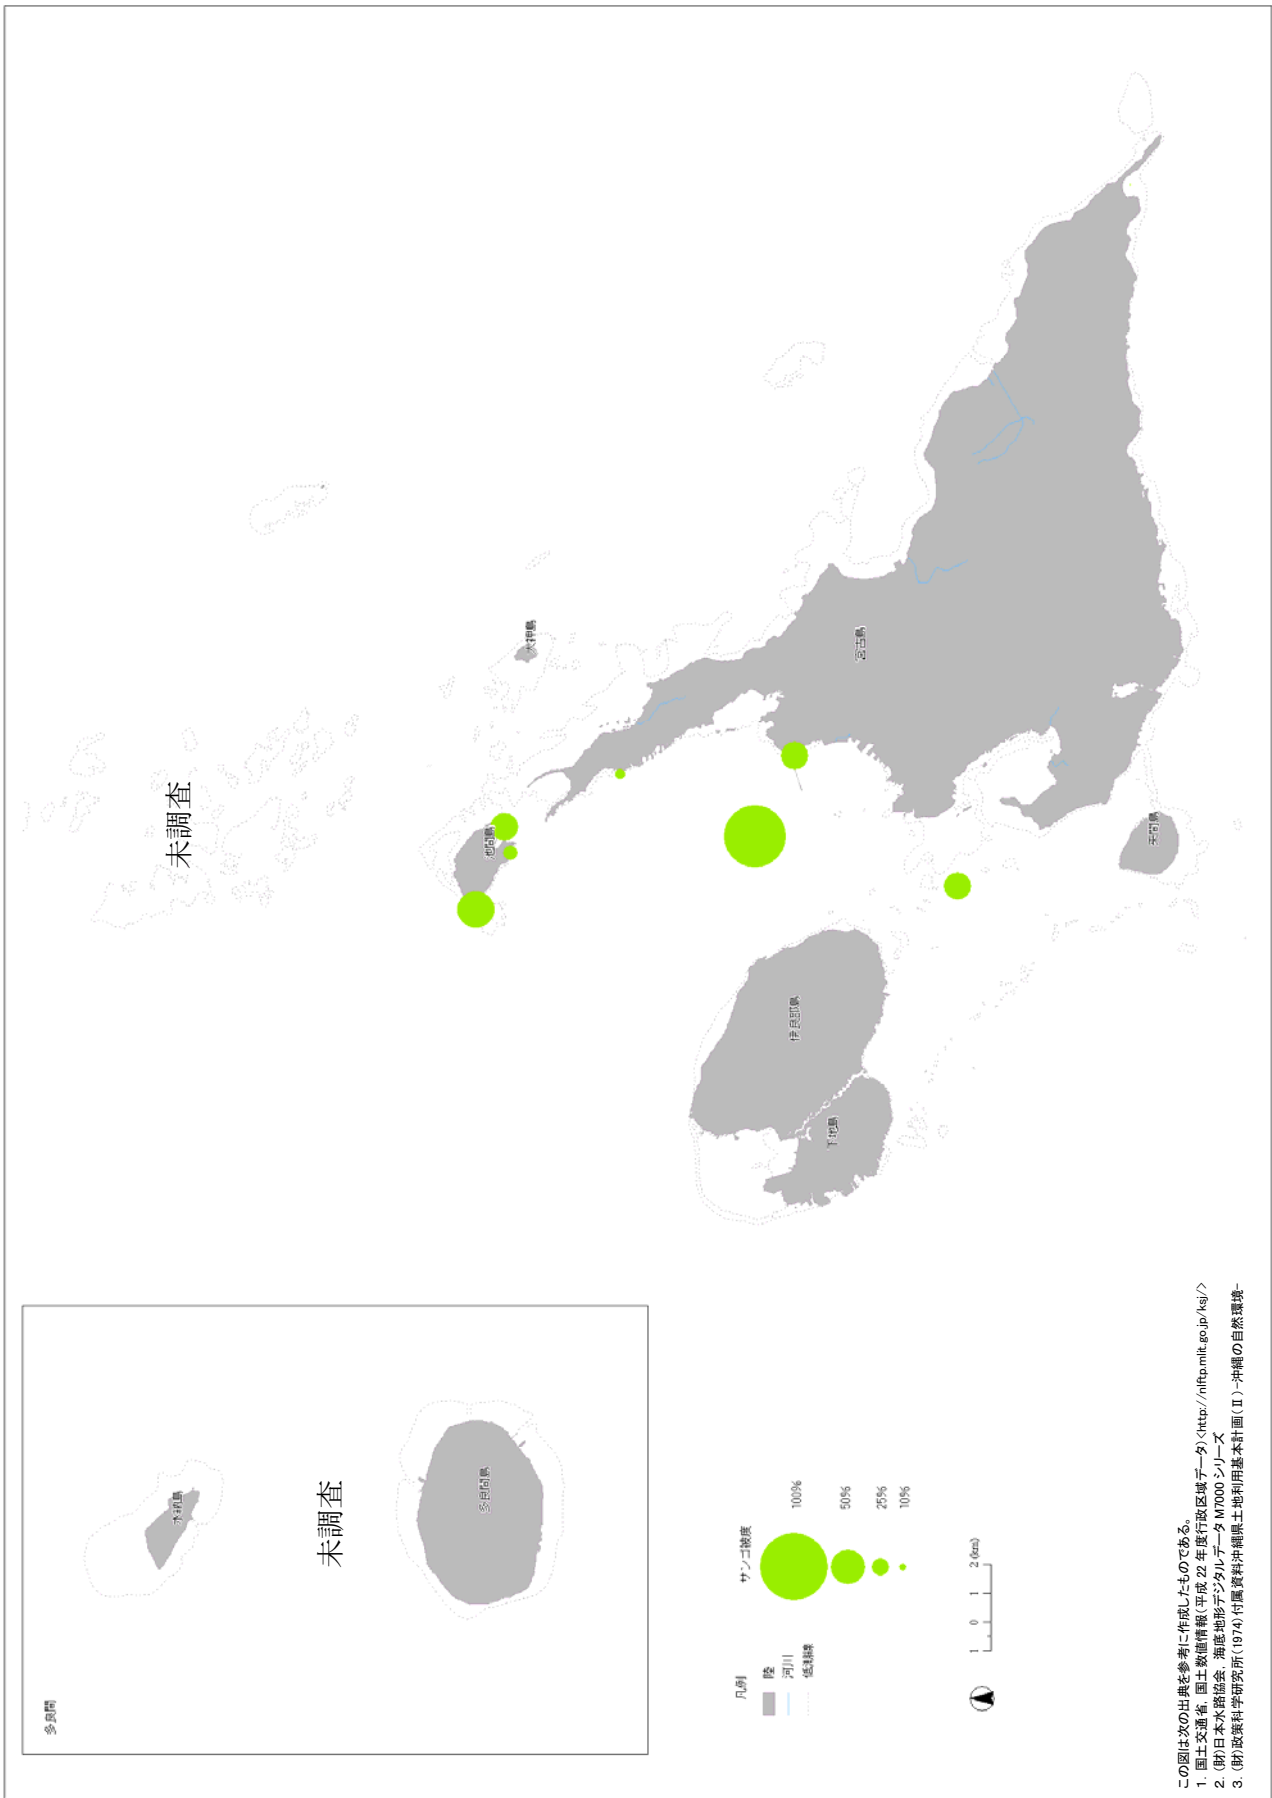 多良間
水納島
未調査
多良間島
未調査
大神島
池間島
宮古島
伊良部島
下地島
来間島
凡例
陸
河川
低潮線
サンゴ被度
100%
50%
25%
10%
1 0 1 2 (km)
この図は次の出典を参考に作成したものである。
1. 国土交通省, 国土数値情報(平成 22 年度行政区域データ)<http://nlftp.mlit.go.jp/ksj/>
2. (財)日本水路協会, 海底地形デジタルデータ M7000 シリーズ
3. (財)政策科学研究所(1974)付属資料沖縄県土地利用基本計画(Ⅱ)-沖縄の自然環境-